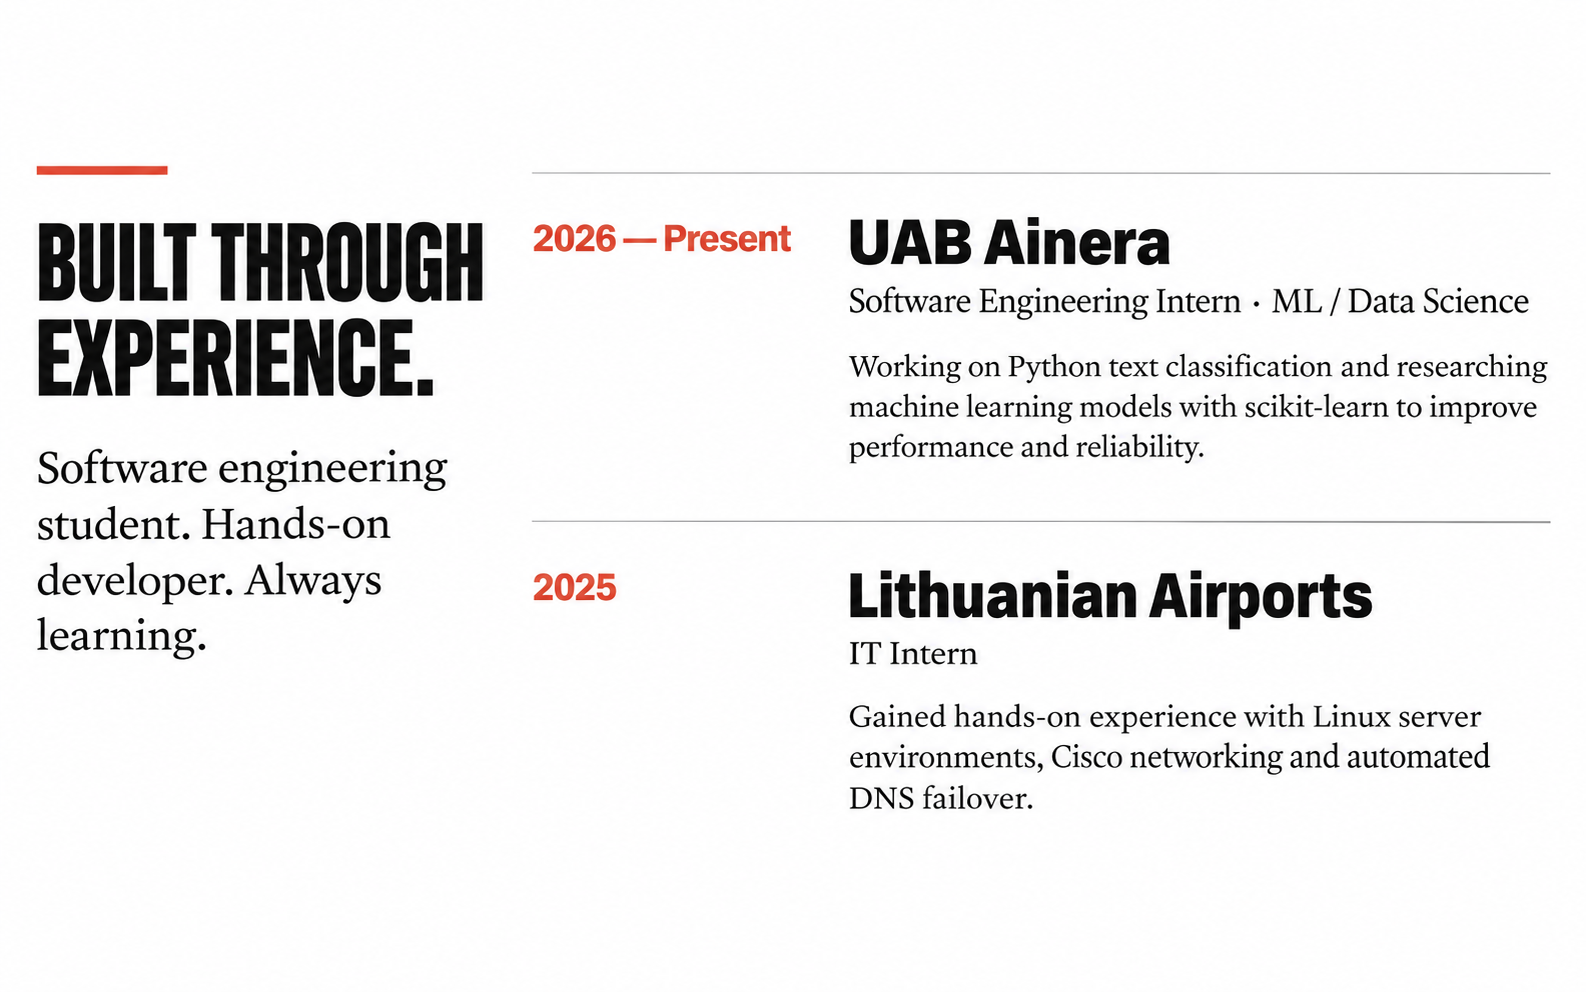 BUILT THROUGH
EXPERIENCE.
Software engineering
student. Hands-on
developer. Always
learning.
2026 — Present
UAB Ainera
Software Engineering Intern · ML / Data Science
Working on Python text classification and researching
machine learning models with scikit-learn to improve
performance and reliability.
2025
Lithuanian Airports
IT Intern
Gained hands-on experience with Linux server
environments, Cisco networking and automated
DNS failover.